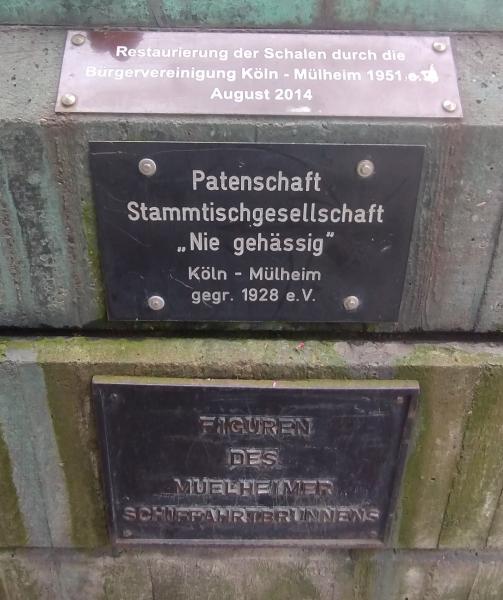 Restaurierung der Schalen durch die
Bürgervereinigung Köln - Mülheim 1951 e.V.
August 2014
Patenschaft
Stammtischgesellschaft
„Nie gehässig"
Köln - Mülheim
gegr. 1928 e.V.
FIGUREN
DES
MUELHEIMER
SCHIFFAHRTBRUNNENS